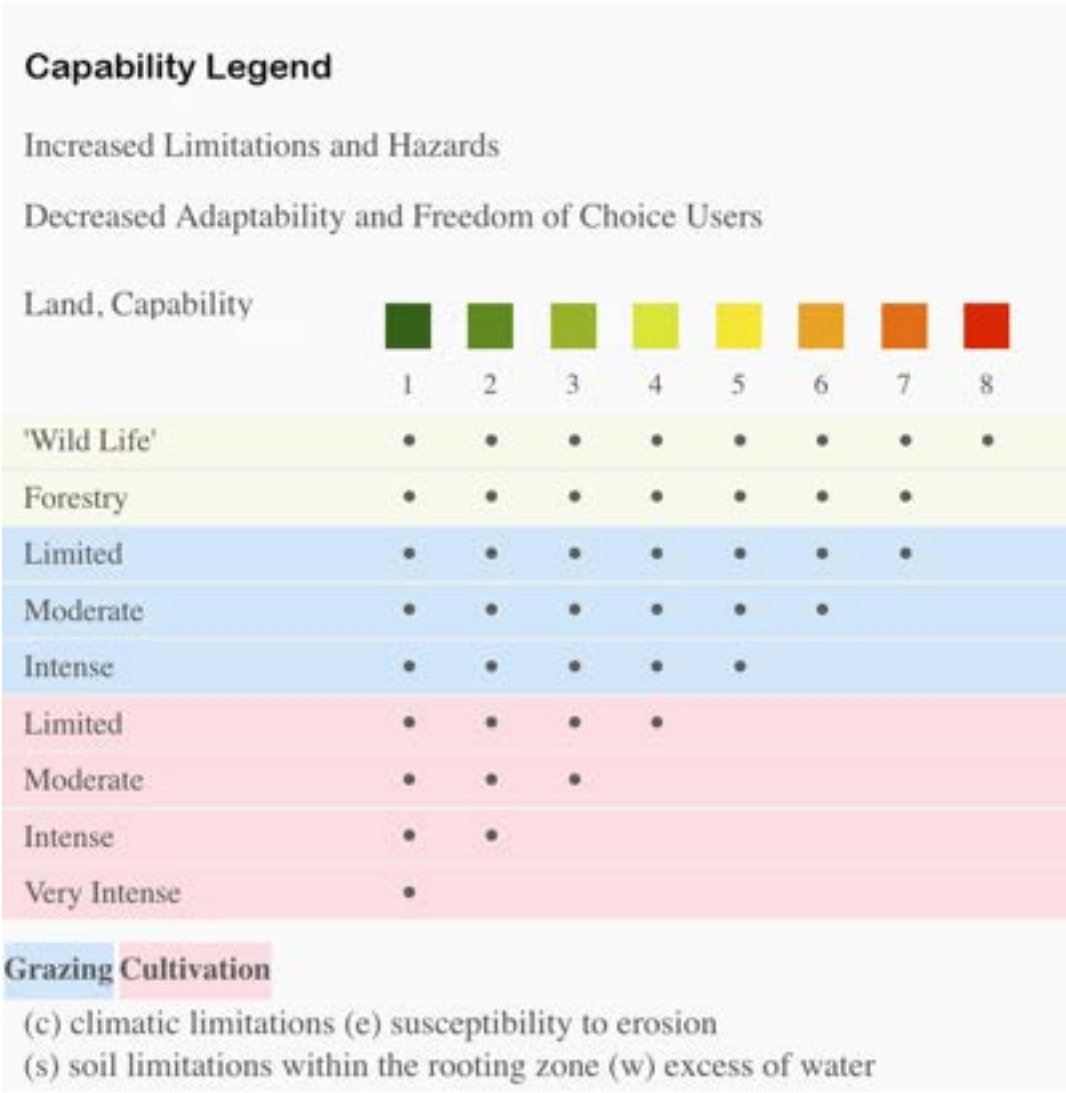 Capability Legend
Increased Limitations and Hazards
Decreased Adaptability and Freedom of Choice Users
Land, Capability
1 2 3 4 5 6 7 8
'Wild Life'
Forestry
Limited
Moderate
Intense
Limited
Moderate
Intense
Very Intense
Grazing Cultivation
(c) climatic limitations (e) susceptibility to erosion
(s) soil limitations within the rooting zone (w) excess of water